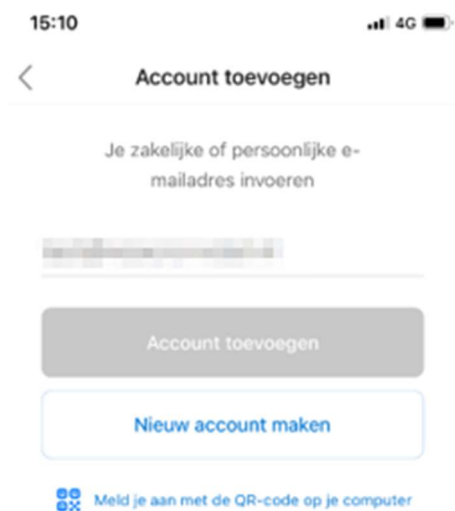 15:10 4G
Account toevoegen
Je zakelijke of persoonlijke e-
mailadres invoeren
Account toevoegen
Nieuw account maken
Meld je aan met de QR-code op je computer